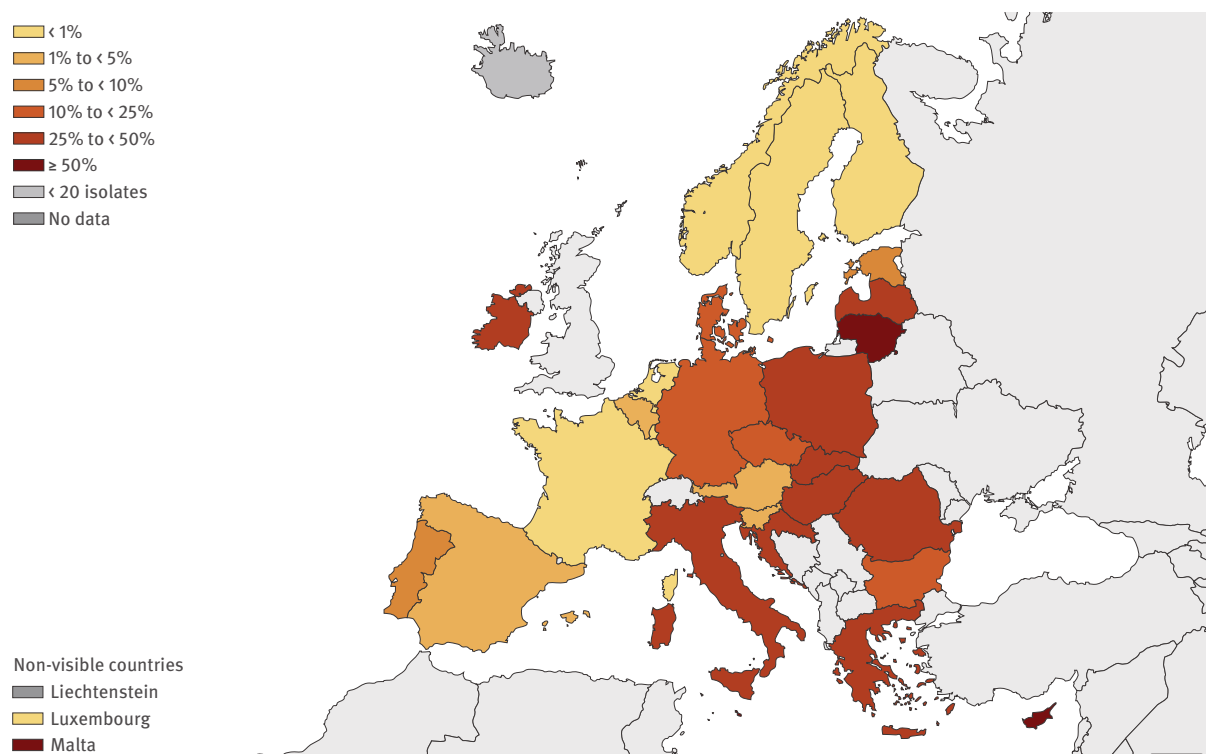 < 1%
1% to < 5%
5% to < 10%
10% to < 25%
25% to < 50%
≥ 50%
< 20 isolates
No data
Non-visible countries
Liechtenstein
Luxembourg
Malta